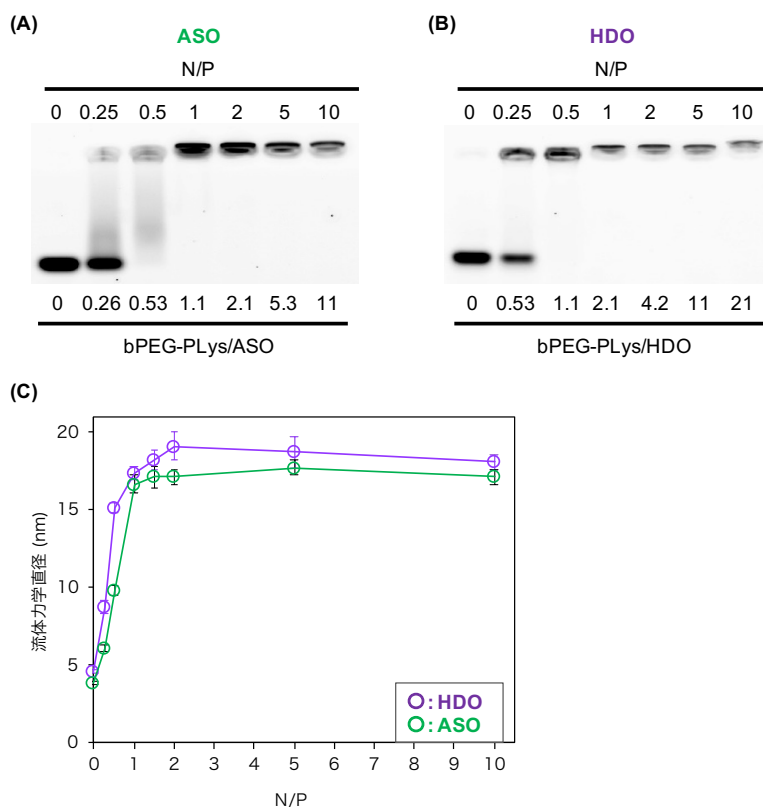 (A)
ASO
N/P
0 0.25 0.5 1 2 5 10
0 0.26 0.53 1.1 2.1 5.3 11
bPEG-PLys/ASO
(B)
HDO
N/P
0 0.25 0.5 1 2 5 10
0 0.53 1.1 2.1 4.2 11 21
bPEG-PLys/HDO
(C)
流体力学直径 (nm)
20
15
10
5
0
0 1 2 3 4 5 6 7 8 9 10
N/P
: HDO
: ASO